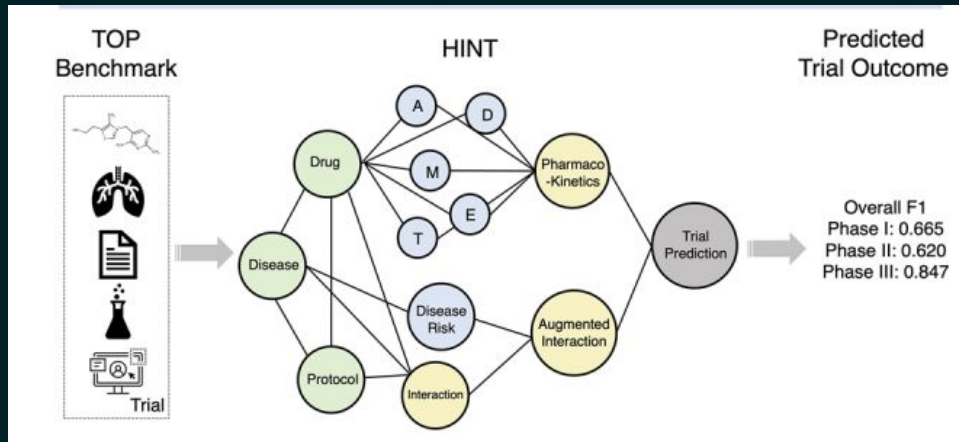 TOP
Benchmark
Trial
HINT
Drug
Disease
Protocol
A
D
M
E
T
Disease
Risk
Interaction
Pharmaco
-Kinetics
Augmented
Interaction
Trial
Prediction
Predicted
Trial Outcome
Overall F1
Phase I: 0.665
Phase II: 0.620
Phase III: 0.847